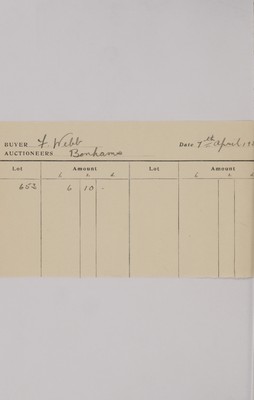 BUYER F. Webb Date 7th April 19
AUCTIONEERS Bonhams
Lot Amount Lot Amount
£ s. d. £ s. d.
652 6 10 -